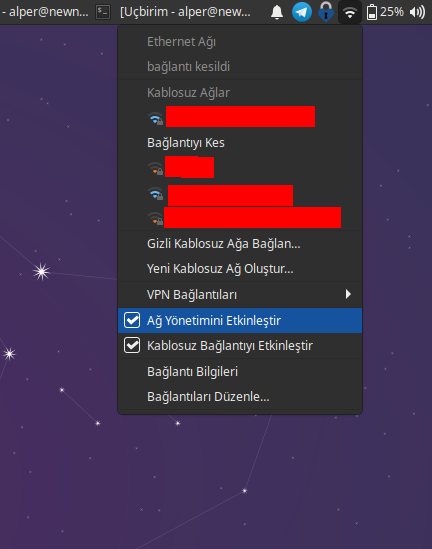 - alper@newn...
[Uçbirim - alper@new...
25%
Ethernet Ağı
bağlantı kesildi
Kablosuz Ağlar
Bağlantıyı Kes
Gizli Kablosuz Ağa Bağlan...
Yeni Kablosuz Ağ Oluştur...
VPN Bağlantıları
Ağ Yönetimini Etkinleştir
Kablosuz Bağlantıyı Etkinleştir
Bağlantı Bilgileri
Bağlantıları Düzenle...